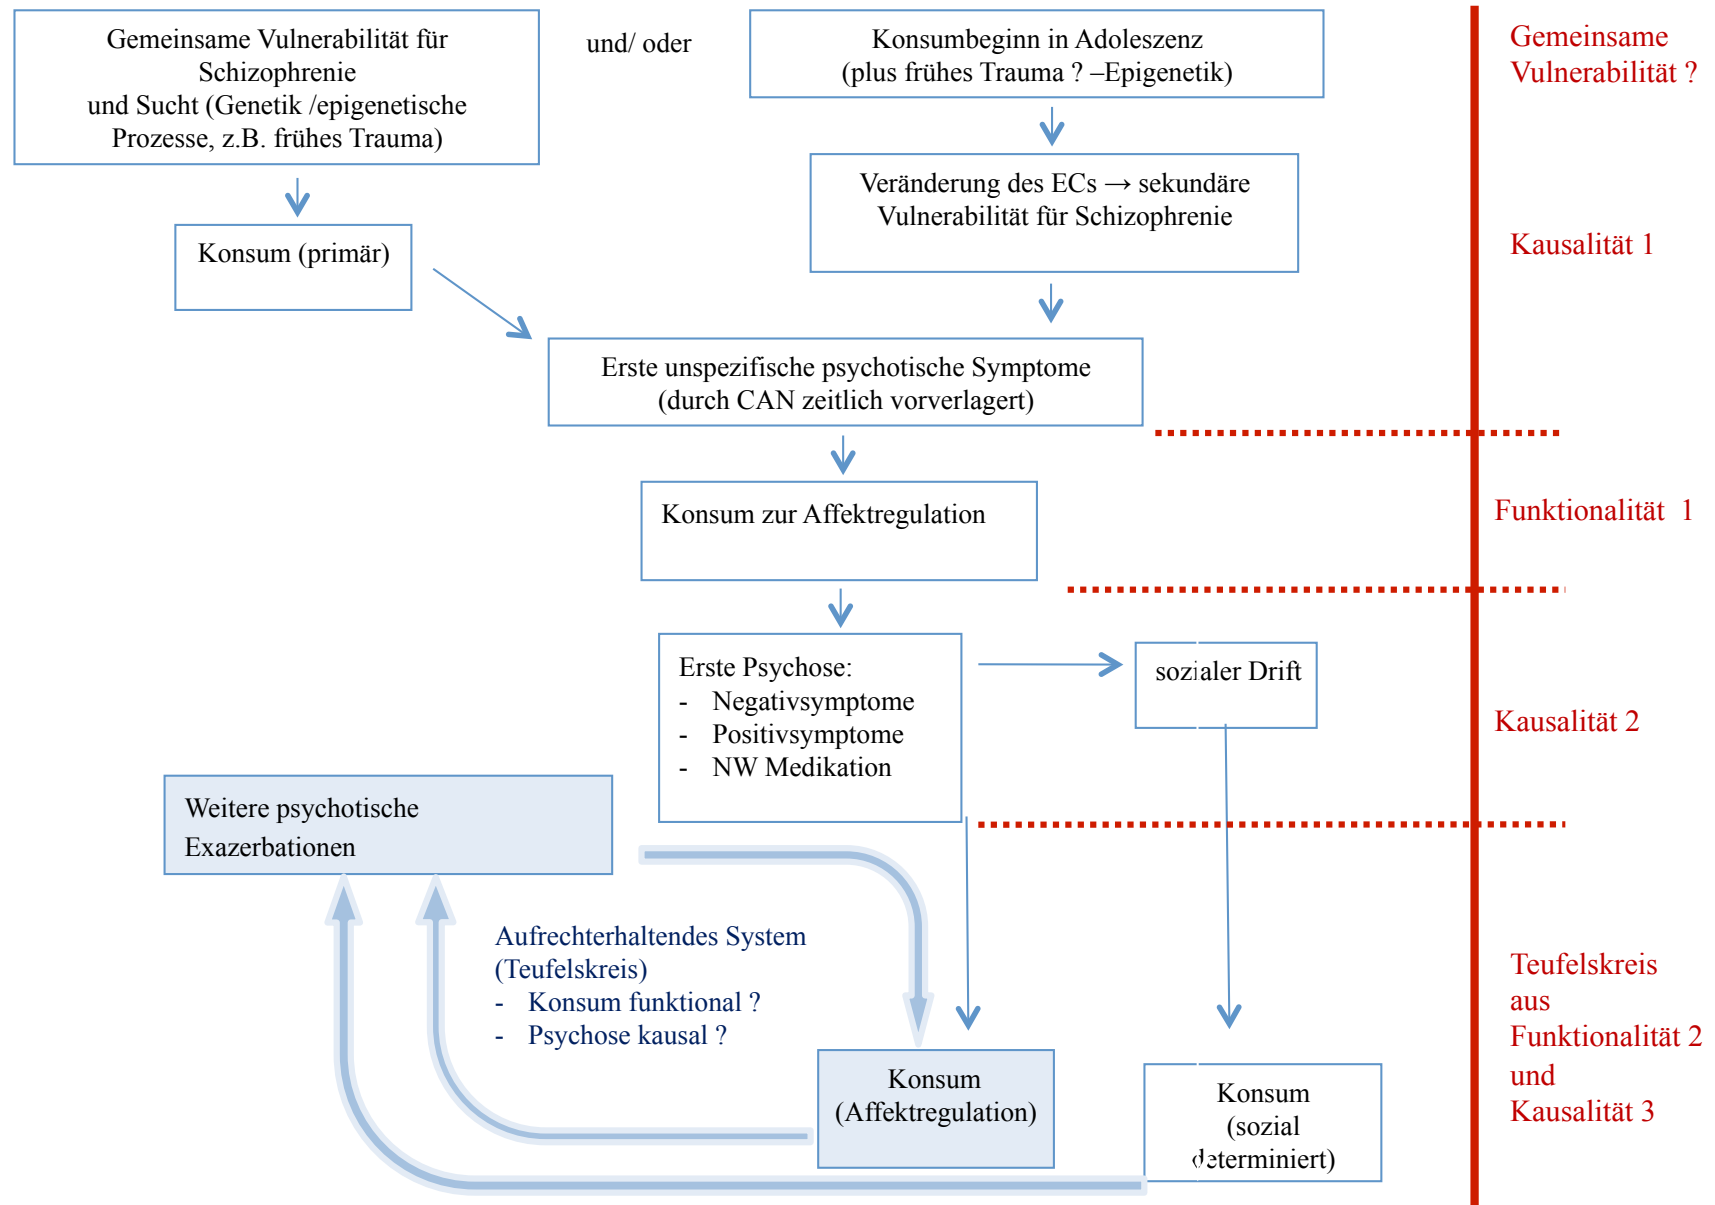 Gemeinsame Vulnerabilität für
Schizophrenie
und Sucht (Genetik /epigenetische
Prozesse, z.B. frühes Trauma)
und/ oder
Konsumbeginn in Adoleszenz
(plus frühes Trauma ? –Epigenetik)
Gemeinsame
Vulnerabilität ?
Konsum (primär)
Veränderung des ECs → sekundäre
Vulnerabilität für Schizophrenie
Kausalität 1
Erste unspezifische psychotische Symptome
(durch CAN zeitlich vorverlagert)
Konsum zur Affektregulation
Funktionalität 1
Erste Psychose:
- Negativsymptome
- Positivsymptome
- NW Medikation
sozialer Drift
Kausalität 2
Weitere psychotische
Exazerbationen
Aufrechterhaltendes System
(Teufelskreis)
- Konsum funktional ?
- Psychose kausal ?
Konsum
(Affektregulation)
Konsum
(sozial
determiniert)
Teufelskreis
aus
Funktionalität 2
und
Kausalität 3